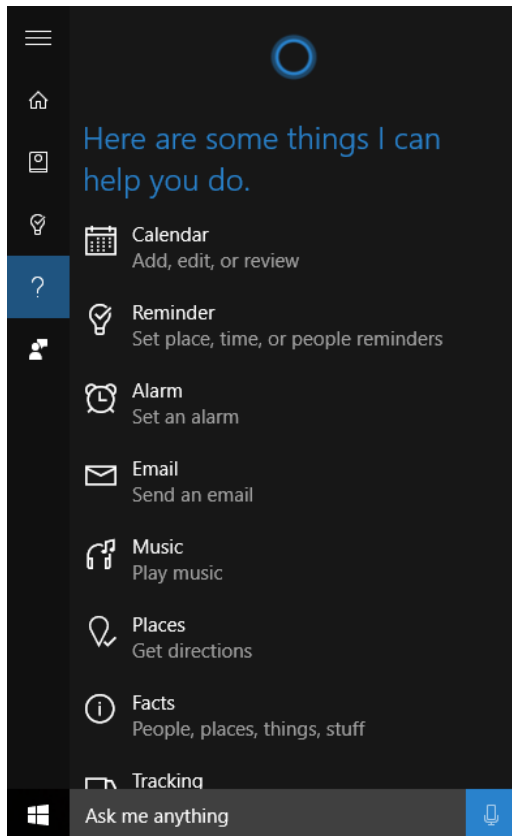 Here are some things I can
help you do.
Calendar
Add, edit, or review
Reminder
Set place, time, or people reminders
Alarm
Set an alarm
Email
Send an email
Music
Play music
Places
Get directions
Facts
People, places, things, stuff
Tracking
Ask me anything